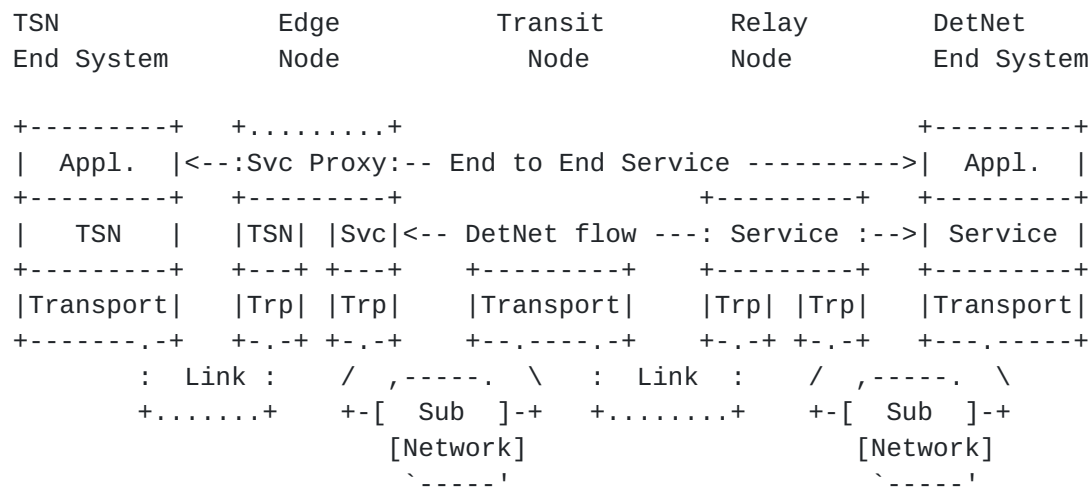 TSN                Edge             Transit         Relay            DetNet
End System         Node               Node          Node             End System

+---------+   +.........+                                        +---------+
|  Appl.  |<--:Svc Proxy:-- End to End Service ----------->|  Appl.  |
+---------+   +---------+                      +---------+   +---------+
|   TSN   |   |TSN| |Svc|<-- DetNet flow ---: Service :-->| Service |
+---------+   +---+ +---+    +---------+    +---------+   +---------+
|Transport|   |Trp| |Trp|    |Transport|    |Trp| |Trp|   |Transport|
+-------.-+   +-.-+ +-.-+    +--.----.-+    +-.-+ +-.-+   +---.-----+
        :  Link :    /  ,-----.  \   :  Link  :    /  ,-----.  \
        +.......+    +-[  Sub  ]-+   +........+    +-[  Sub  ]-+
                       [Network]                     [Network]
                        `-----'                       `-----'